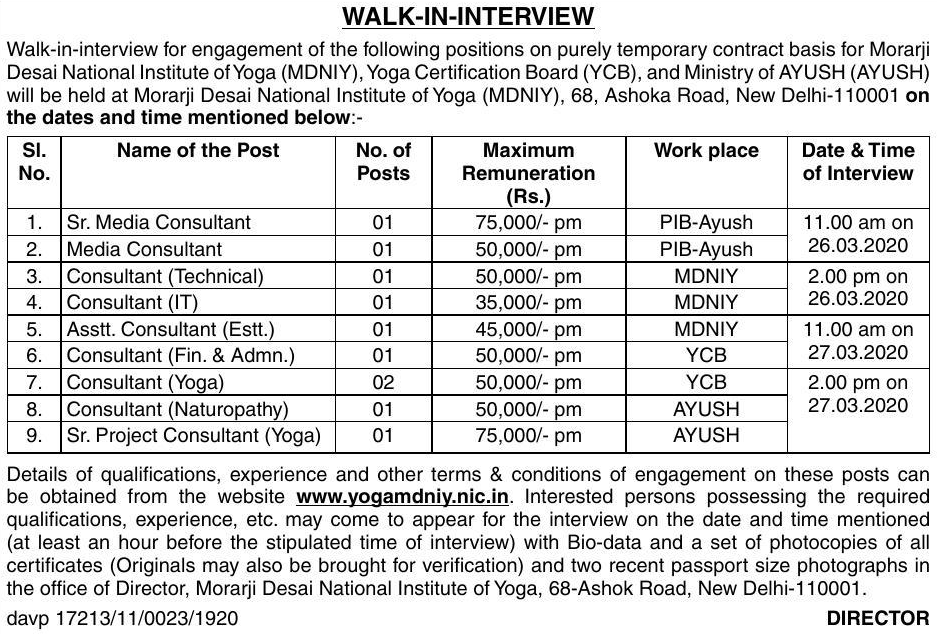 WALK-IN-INTERVIEW
Walk-in-interview for engagement of the following positions on purely temporary contract basis for Morarji
Desai National Institute of Yoga (MDNIY), Yoga Certification Board (YCB), and Ministry of AYUSH (AYUSH)
will be held at Morarji Desai National Institute of Yoga (MDNIY), 68, Ashoka Road, New Delhi-110001 on
the dates and time mentioned below:-
Sl. No. Name of the Post No. of Posts Maximum Remuneration (Rs.) Work place Date & Time of Interview
1. Sr. Media Consultant 01 75,000/- pm PIB-Ayush 11.00 am on
2. Media Consultant 01 50,000/- pm PIB-Ayush 26.03.2020
3. Consultant (Technical) 01 50,000/- pm MDNIY 2.00 pm on
4. Consultant (IT) 01 35,000/- pm MDNIY 26.03.2020
5. Asstt. Consultant (Estt.) 01 45,000/- pm MDNIY 11.00 am on
6. Consultant (Fin. & Admn.) 01 50,000/- pm YCB 27.03.2020
7. Consultant (Yoga) 02 50,000/- pm YCB 2.00 pm on
8. Consultant (Naturopathy) 01 50,000/- pm AYUSH 27.03.2020
9. Sr. Project Consultant (Yoga) 01 75,000/- pm AYUSH
Details of qualifications, experience and other terms & conditions of engagement on these posts can
be obtained from the website www.yogamdniy.nic.in. Interested persons possessing the required
qualifications, experience, etc. may come to appear for the interview on the date and time mentioned
(at least an hour before the stipulated time of interview) with Bio-data and a set of photocopies of all
certificates (Originals may also be brought for verification) and two recent passport size photographs in
the office of Director, Morarji Desai National Institute of Yoga, 68-Ashok Road, New Delhi-110001.
davp 17213/11/0023/1920 DIRECTOR